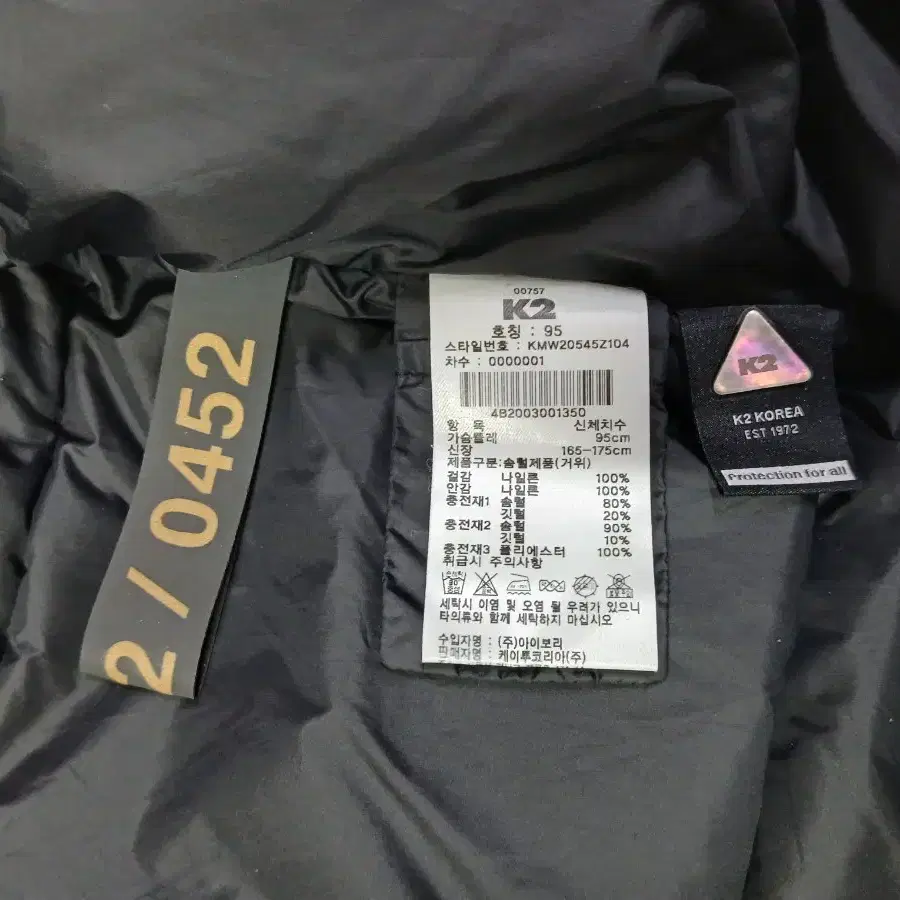 2/0452
00757
K2
호칭 : 95
스타일번호 : KMW20545Z104
차수 : 0000001
482003001350
항 목 신체치수
가슴둘레 95cm
신장 165-175cm
제품구분:솜털제품(거위)
겉감 나일론 100%
안감 나일론 100%
충전재1 솜털 80%
깃털 20%
충전재2 솜털 90%
깃털 10%
충전재3 폴리에스터 100%
취급시 주의사항
세탁시 이염 및 오염 될 우려가 있으니
타의류와 함께 세탁하지 마십시오
수입자명 : (주)아이보리
판매자명 : 케이투코리아(주)
K2
K2 KOREA
EST 1972
Protection for all